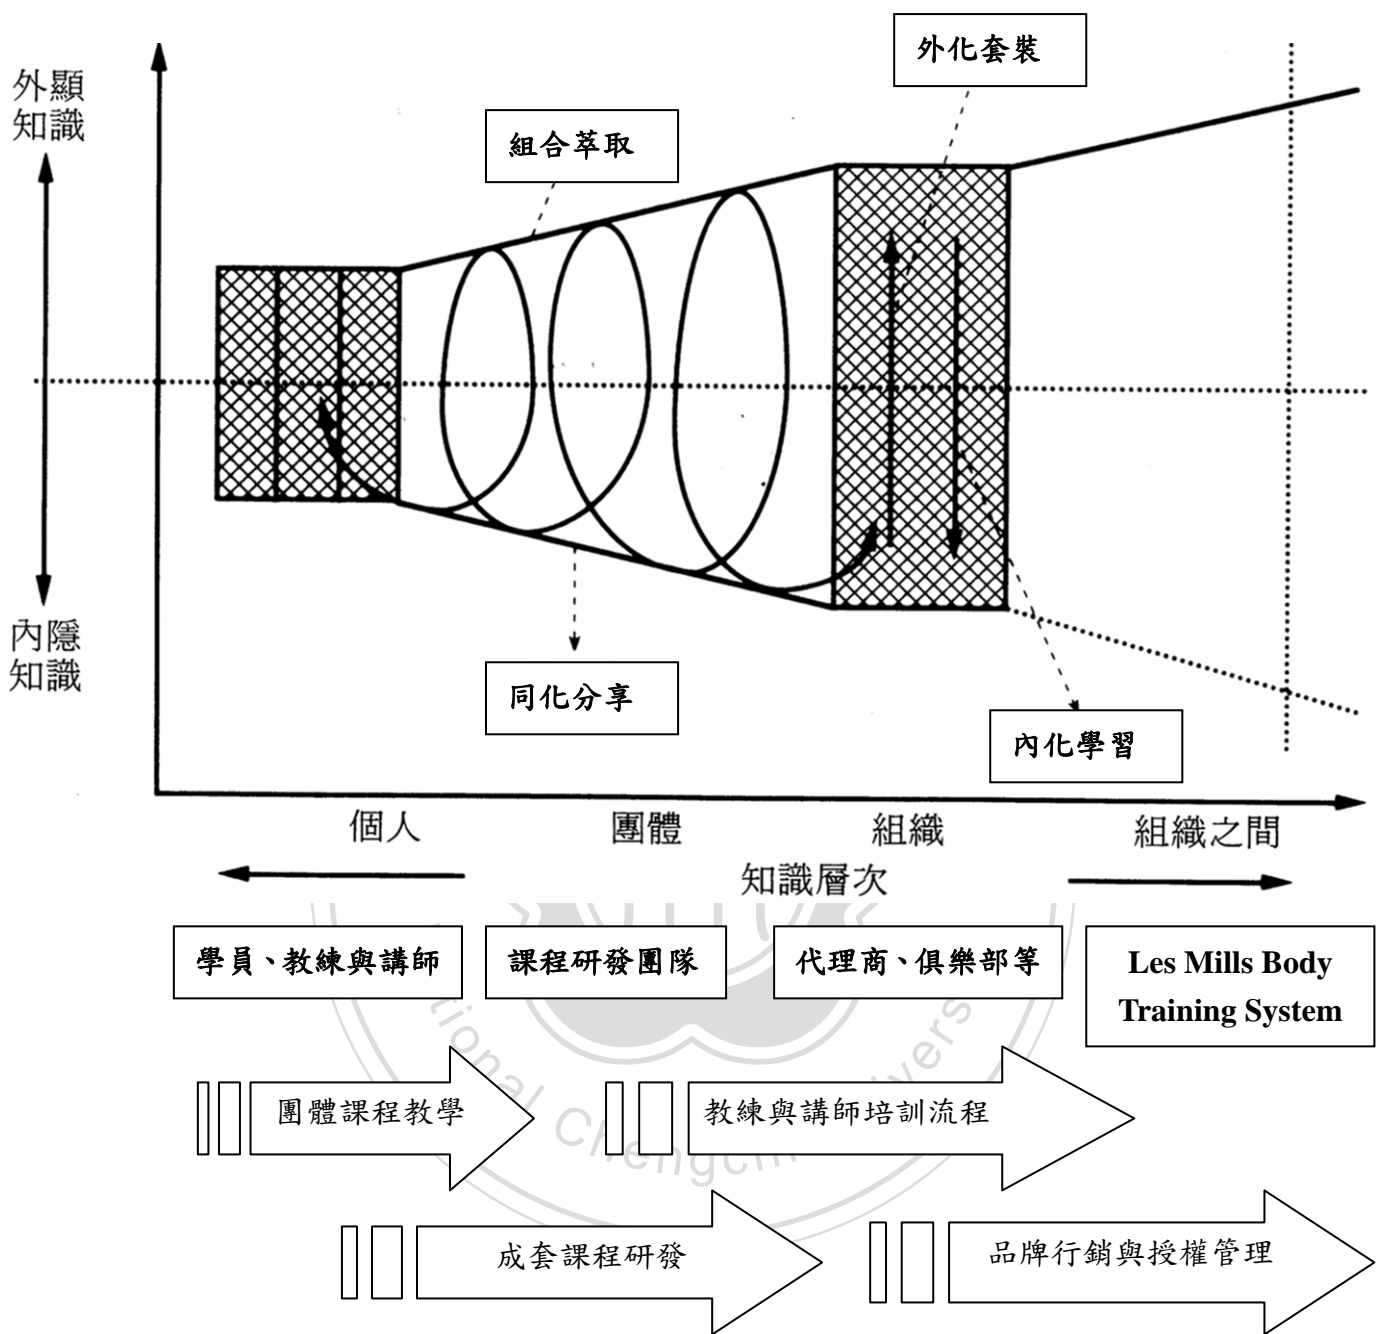 外化套裝
外顯
知識
組合萃取
內隱
知識
同化分享
內化學習
個人
團體
組織
組織之間
知識層次
學員、教練與講師
課程研發團隊
代理商、俱樂部等
Les Mills Body
Training System
tional Chengchi Univers
團體課程教學
教練與講師培訓流程
成套課程研發
品牌行銷與授權管理